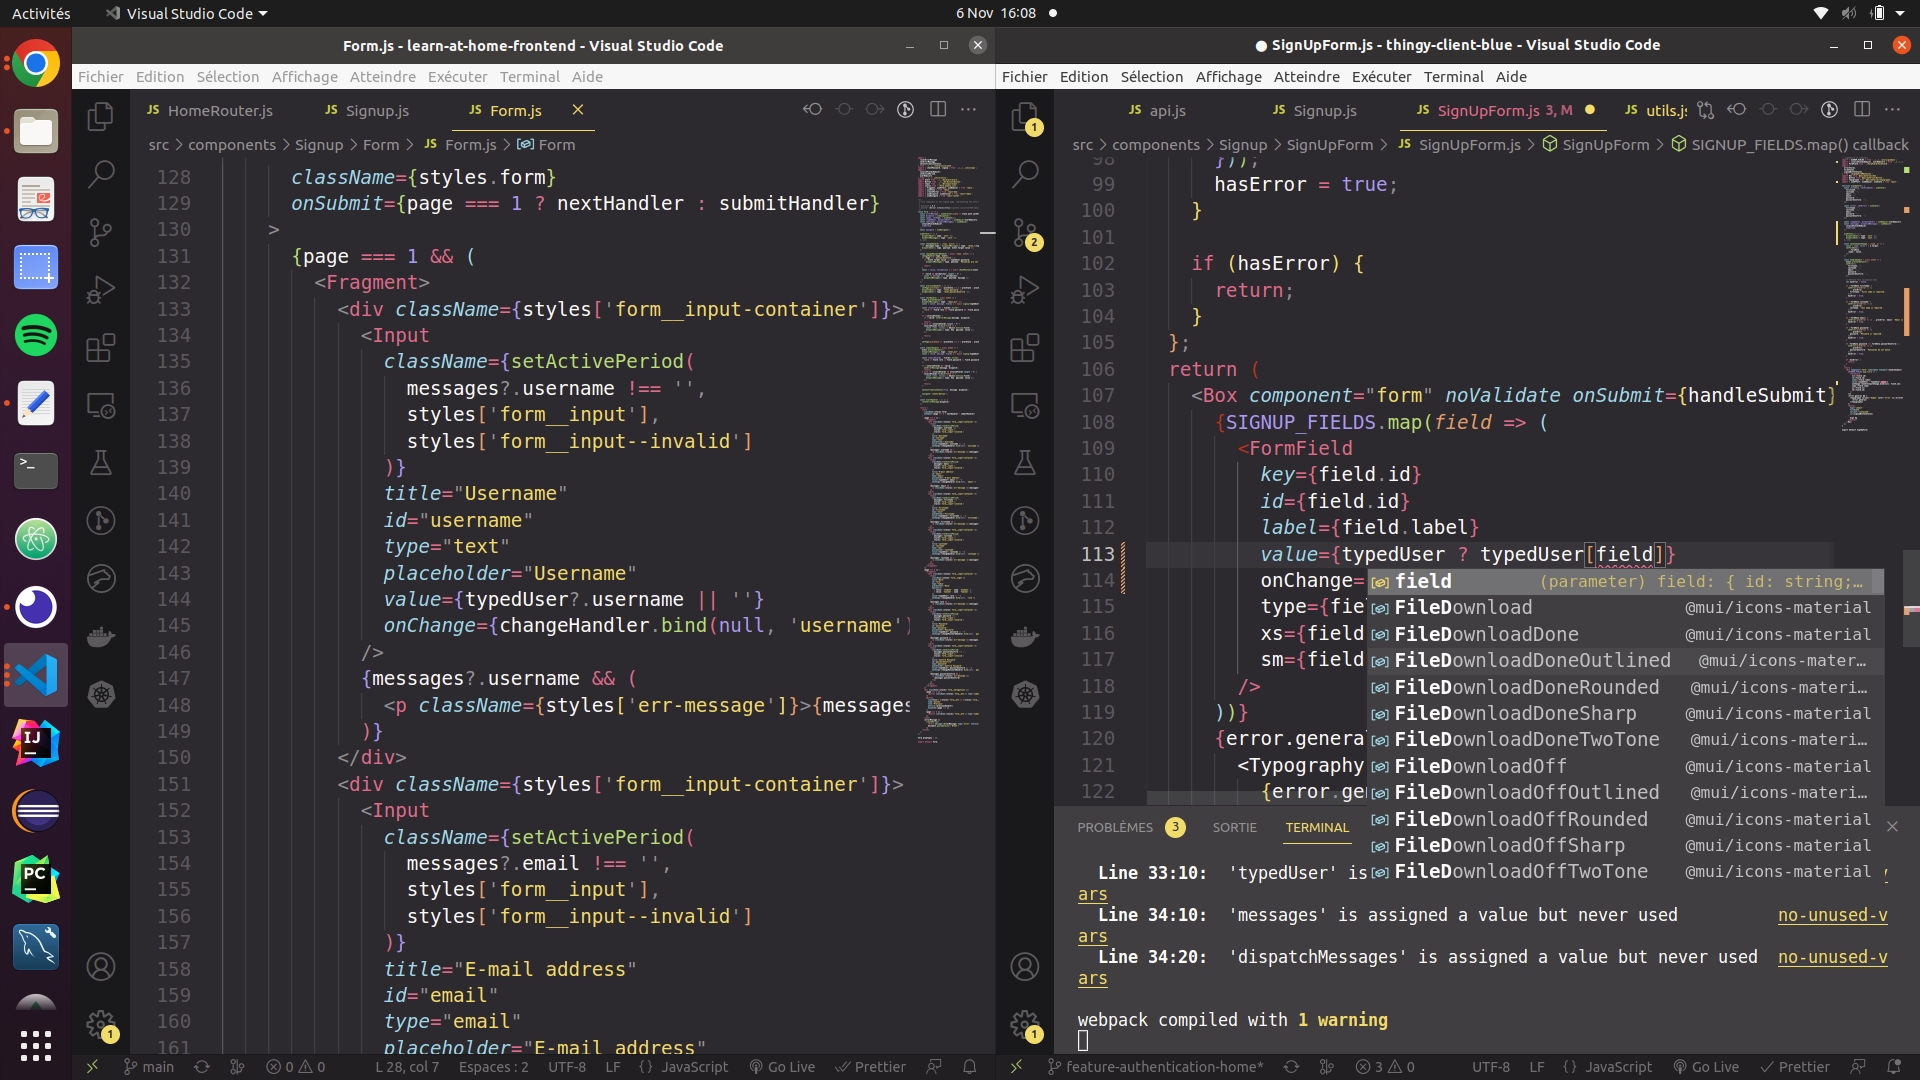 Activités
Visual Studio Code
6 Nov 16:08
Form.js - learn-at-home-frontend - Visual Studio Code
Fichier Edition Sélection Affichage Atteindre Exécuter Terminal Aide
HomeRouter.js
Signup.js
Form.js
src > components > Signup > Form > JS Form.js > Form
128 className={styles.form}
129 onSubmit={page === 1 ? nextHandler : submitHandler}
130 >
131 {page === 1 && (
132 <Fragment>
133 <div className={styles['form__input-container']}>
134 <Input
135 className={setActivePeriod(
136 messages?.username !== '',
137 styles['form__input'],
138 styles['form__input--invalid']
139 )}
140 title="Username"
141 id="username"
142 type="text"
143 placeholder="Username"
144 value={typedUser?.username || ''}
145 onChange={changeHandler.bind(null, 'username')
146 />
147 {messages?.username && (
148 <p className={styles['err-message']}>{messages
149 )}
150 </div>
151 <div className={styles['form__input-container']}>
152 <Input
153 className={setActivePeriod(
154 messages?.email !== '',
155 styles['form__input'],
156 styles['form__input--invalid']
157 )}
158 title="E-mail address"
159 id="email"
160 type="email"
161 placeholder="E-mail address"
main
0 0
L 28, col 7
Espaces : 2
UTF-8
LF
JavaScript
Go Live
Prettier
● SignUpForm.js - thingy-client-blue - Visual Studio Code
Fichier Edition Sélection Affichage Atteindre Exécuter Terminal Aide
JS api.js
JS Signup.js
JS SignUpForm.js 3, M
JS utils.js
src > components > Signup > SignUpForm > JS SignUpForm.js > SignUpForm > SIGNUP_FIELDS.map() callback
98 }));
99 hasError = true;
100 }
101
102 if (hasError) {
103 return;
104 }
105 };
106 return (
107 <Box component="form" noValidate onSubmit={handleSubmit}
108 {SIGNUP_FIELDS.map(field => (
109 <FormField
110 key={field.id}
111 id={field.id}
112 label={field.label}
113 value={typedUser ? typedUser[field]}
114 onChange=
115 type={fie
116 xs={field
117 sm={field
118 />
119 ))}
120 {error.genera
121 <Typography
122 {error.ge
field (parameter) field: { id: string;…
FileDownload @mui/icons-material
FileDownloadDone @mui/icons-material
FileDownloadDoneOutlined @mui/icons-mater…
FileDownloadDoneRounded @mui/icons-materi…
FileDownloadDoneSharp @mui/icons-material
FileDownloadDoneTwoTone @mui/icons-materi…
FileDownloadOff @mui/icons-material
FileDownloadOffOutlined @mui/icons-materi…
FileDownloadOffRounded @mui/icons-material
FileDownloadOffSharp @mui/icons-material
FileDownloadOffTwoTone @mui/icons-material
PROBLÈMES 3 SORTIE TERMINAL
Line 33:10: 'typedUser' is
ars
Line 34:10: 'messages' is assigned a value but never used no-unused-v
ars
Line 34:20: 'dispatchMessages' is assigned a value but never used no-unused-v
ars
webpack compiled with 1 warning
feature-authentication-home*
3 0
UTF-8
LF
JavaScript
Go Live
Prettier